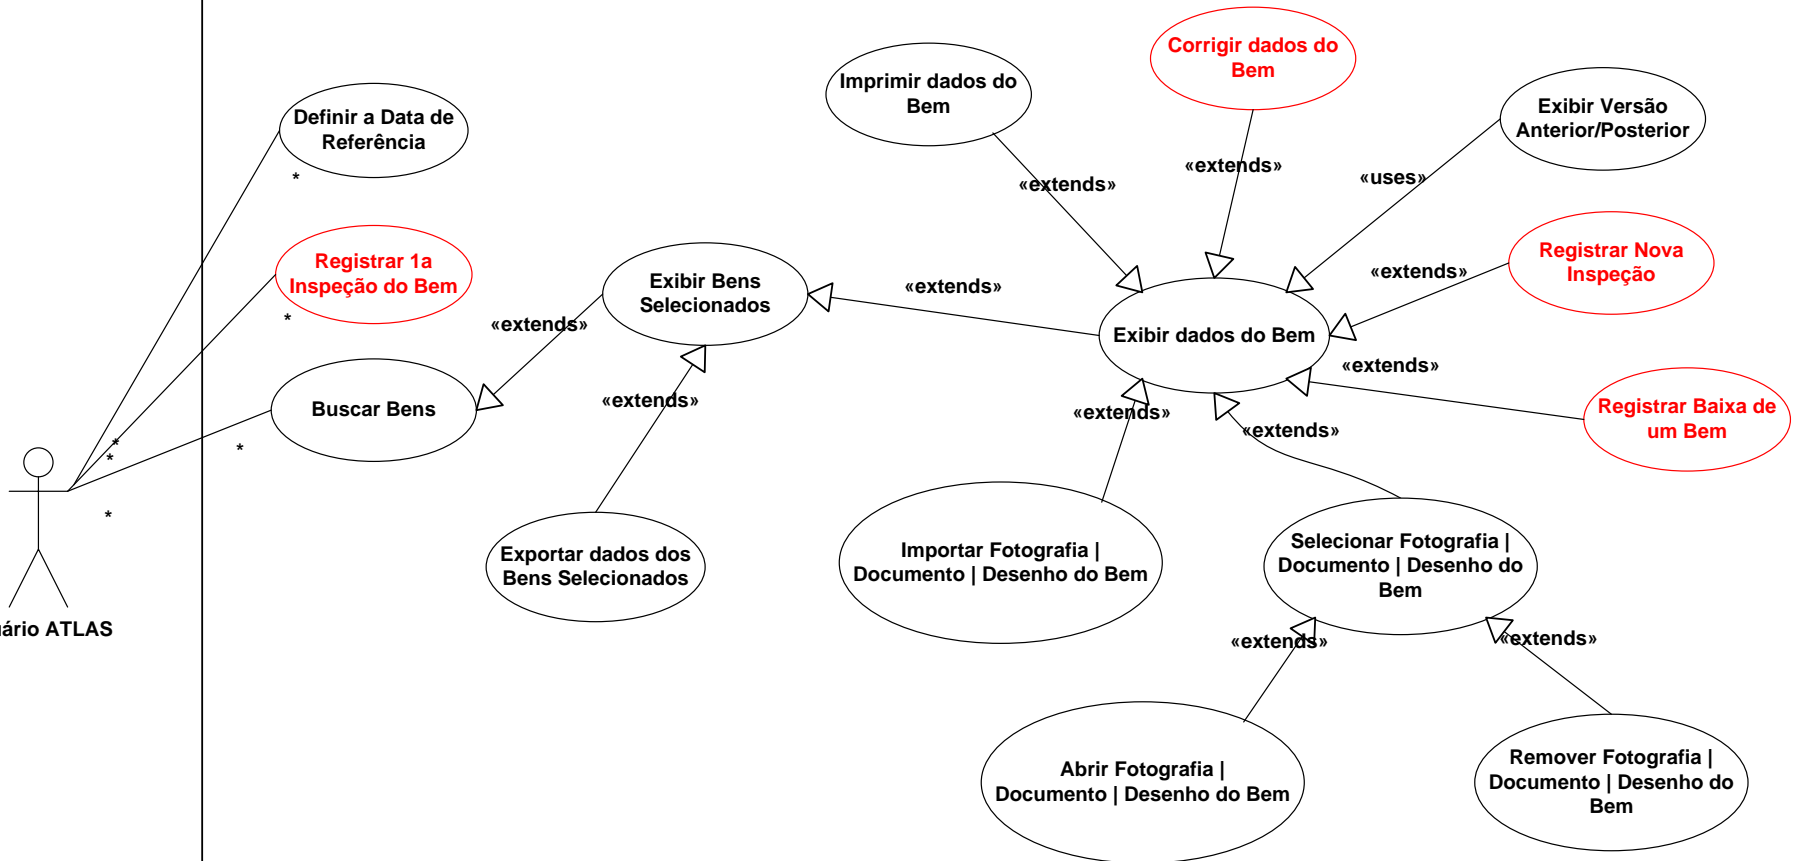 Corrigir dados do
Bem
Imprimir dados do
Bem
Exibir Versão
Anterior/Posterior
Definir a Data de
Referência
*
«extends»
«extends»
«uses»
Registrar 1a
Inspeção do Bem
*
Exibir Bens
Selecionados
«extends»
«extends»
Registrar Nova
Inspeção
«extends»
Exibir dados do Bem
«extends»
Buscar Bens
*
*
*
*
«extends»
«extends»
«extends»
Registrar Baixa de
um Bem
Exportar dados dos
Bens Selecionados
Importar Fotografia |
Documento | Desenho do Bem
Selecionar Fotografia |
Documento | Desenho do
Bem
ário ATLAS
«extends»
«extends»
Abrir Fotografia |
Documento | Desenho do Bem
Remover Fotografia |
Documento | Desenho do
Bem